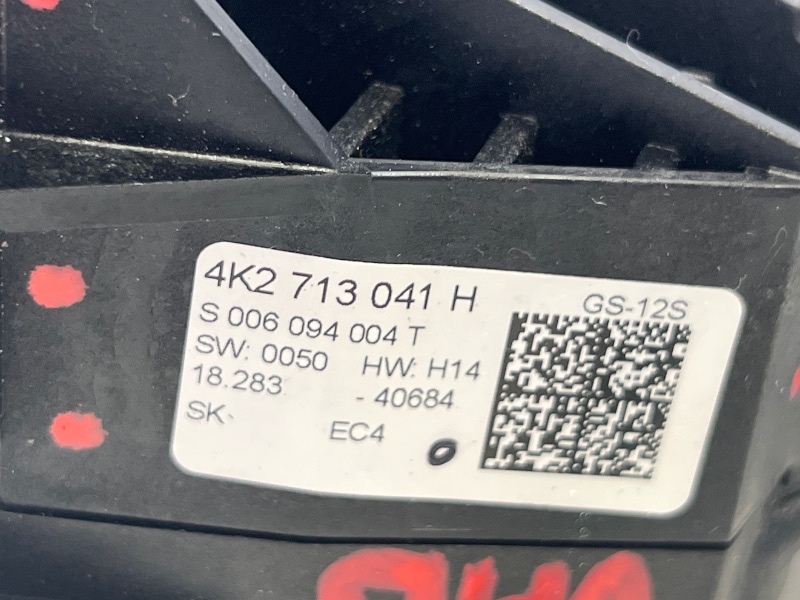 4K2 713 041 H
GS-12S
S 006 094 004 T
SW: 0050 HW: H14
18.283 - 40684
SK-
EC4